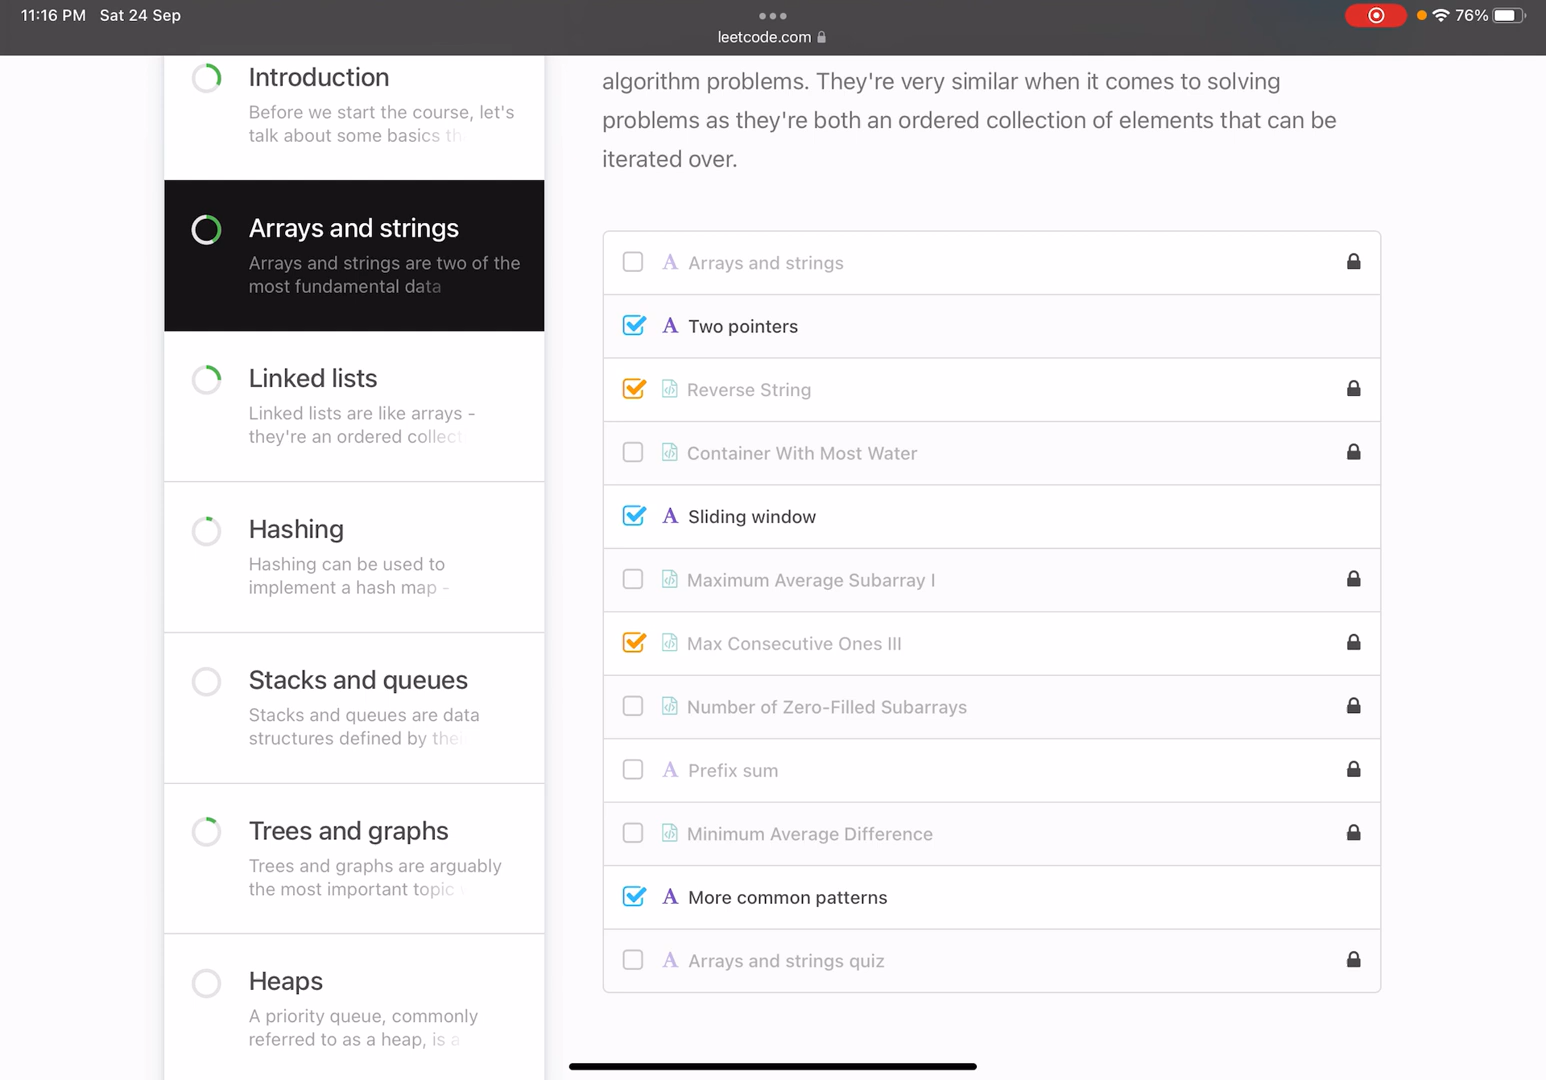 11:16 PM Sat 24 Sep
76%
leetcode.com
Introduction
Before we start the course, let's
talk about some basics th
Arrays and strings
Arrays and strings are two of the
most fundamental data
Linked lists
Linked lists are like arrays -
they're an ordered collect
Hashing
Hashing can be used to
implement a hash map -
Stacks and queues
Stacks and queues are data
structures defined by thei
Trees and graphs
Trees and graphs are arguably
the most important topic
Heaps
A priority queue, commonly
referred to as a heap, is a
algorithm problems. They're very similar when it comes to solving
problems as they're both an ordered collection of elements that can be
iterated over.
A Arrays and strings
A Two pointers
Reverse String
Container With Most Water
A Sliding window
Maximum Average Subarray I
Max Consecutive Ones III
Number of Zero-Filled Subarrays
A Prefix sum
Minimum Average Difference
A More common patterns
A Arrays and strings quiz